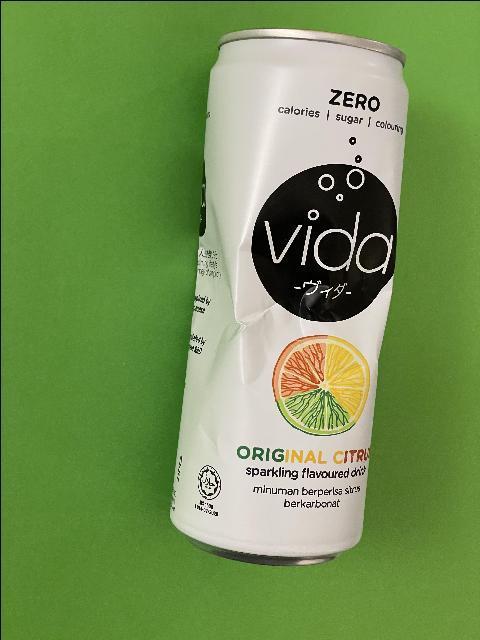 ZERO
calories | sugar | colouring
vida
-ヴィダ-
ORIGINAL CITRUS
sparkling flavoured drink
minuman berperisa sitrus
berkarbonat